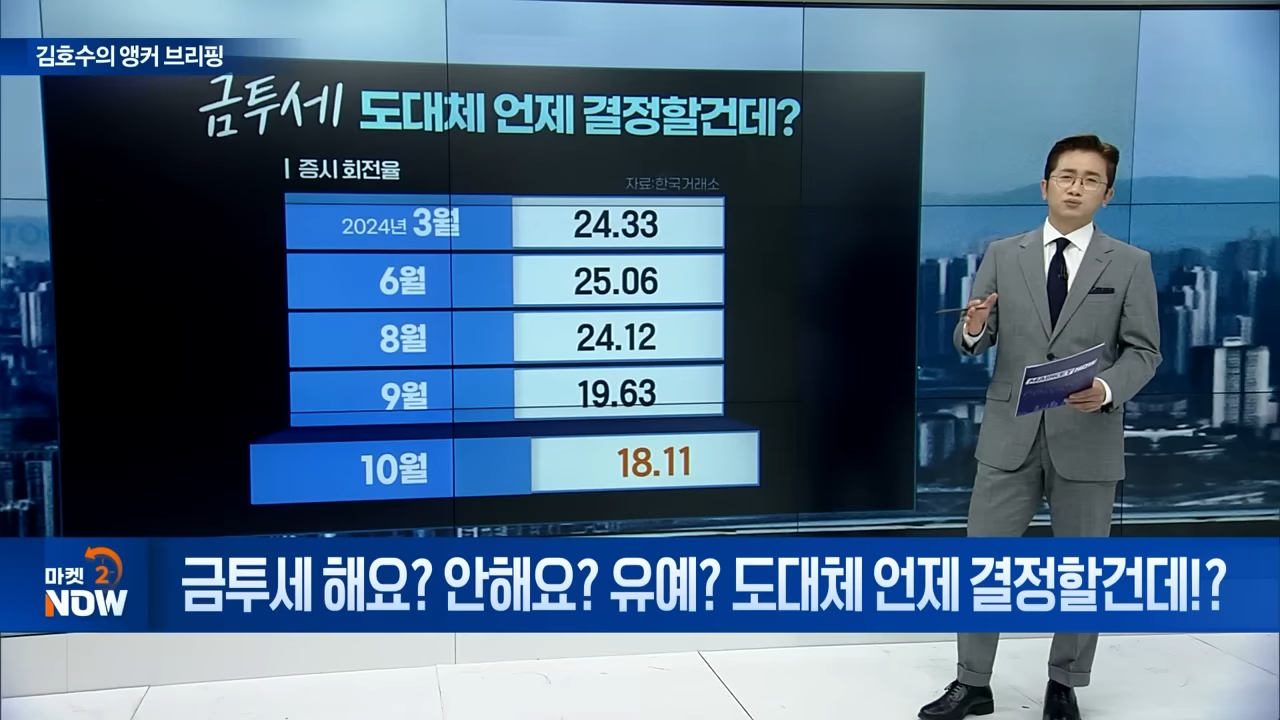 김호수의 앵커 브리핑
금투세 도대체 언제 결정할건데?
증시 회전율
자료:한국거래소
2024년 3월 24.33
6월 25.06
8월 24.12
9월 19.63
10월 18.11
MARKET NOW
마켓 2
NOW
금투세 해요? 안해요? 유예? 도대체 언제 결정할건데!?